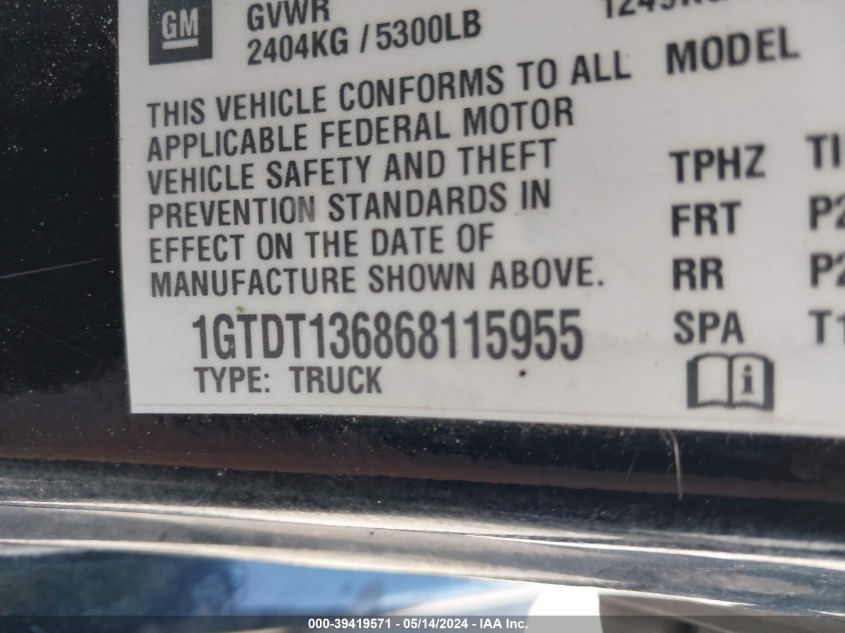 GM
GVWR
2404KG / 5300LB
THIS VEHICLE CONFORMS TO ALL
APPLICABLE FEDERAL MOTOR
VEHICLE SAFETY AND THEFT
PREVENTION STANDARDS IN
EFFECT ON THE DATE OF
MANUFACTURE SHOWN ABOVE.
1GTDT136868115955
TYPE: TRUCK
MODEL
TPHZ
FRT
RR
SPA
i
000-39419571 - 05/14/2024 - IAA Inc.